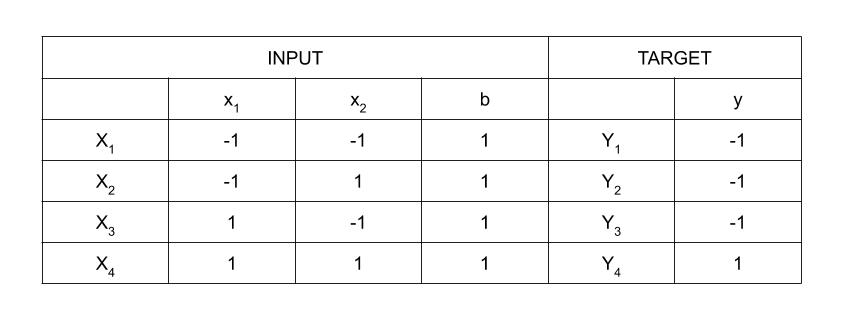 INPUT TARGET
x1 x2 b y
X1 -1 -1 1 Y1 -1
X2 -1 1 1 Y2 -1
X3 1 -1 1 Y3 -1
X4 1 1 1 Y4 1